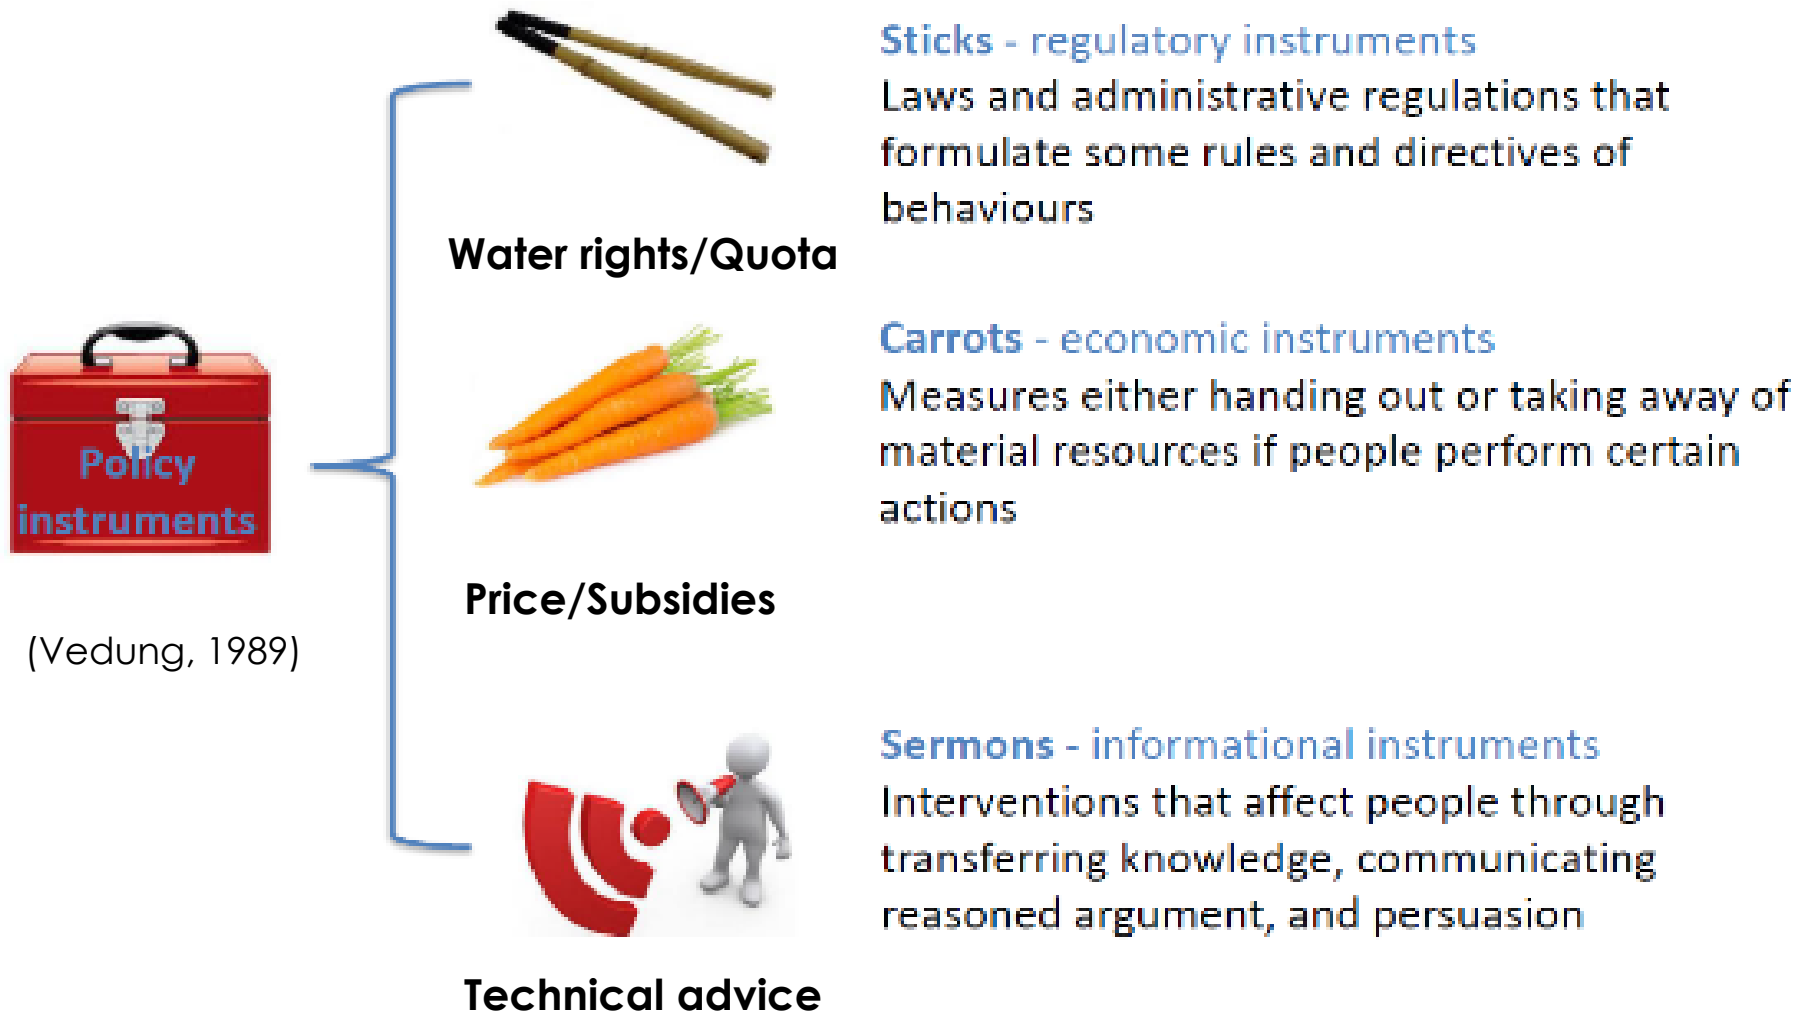 Sticks - regulatory instruments
Laws and administrative regulations that
formulate some rules and directives of
behaviours
Water rights/Quota
Carrots - economic instruments
Measures either handing out or taking away of
material resources if people perform certain
actions
Policy
instruments
Price/Subsidies
(Vedung, 1989)
Sermons - informational instruments
Interventions that affect people through
transferring knowledge, communicating
reasoned argument, and persuasion
Technical advice